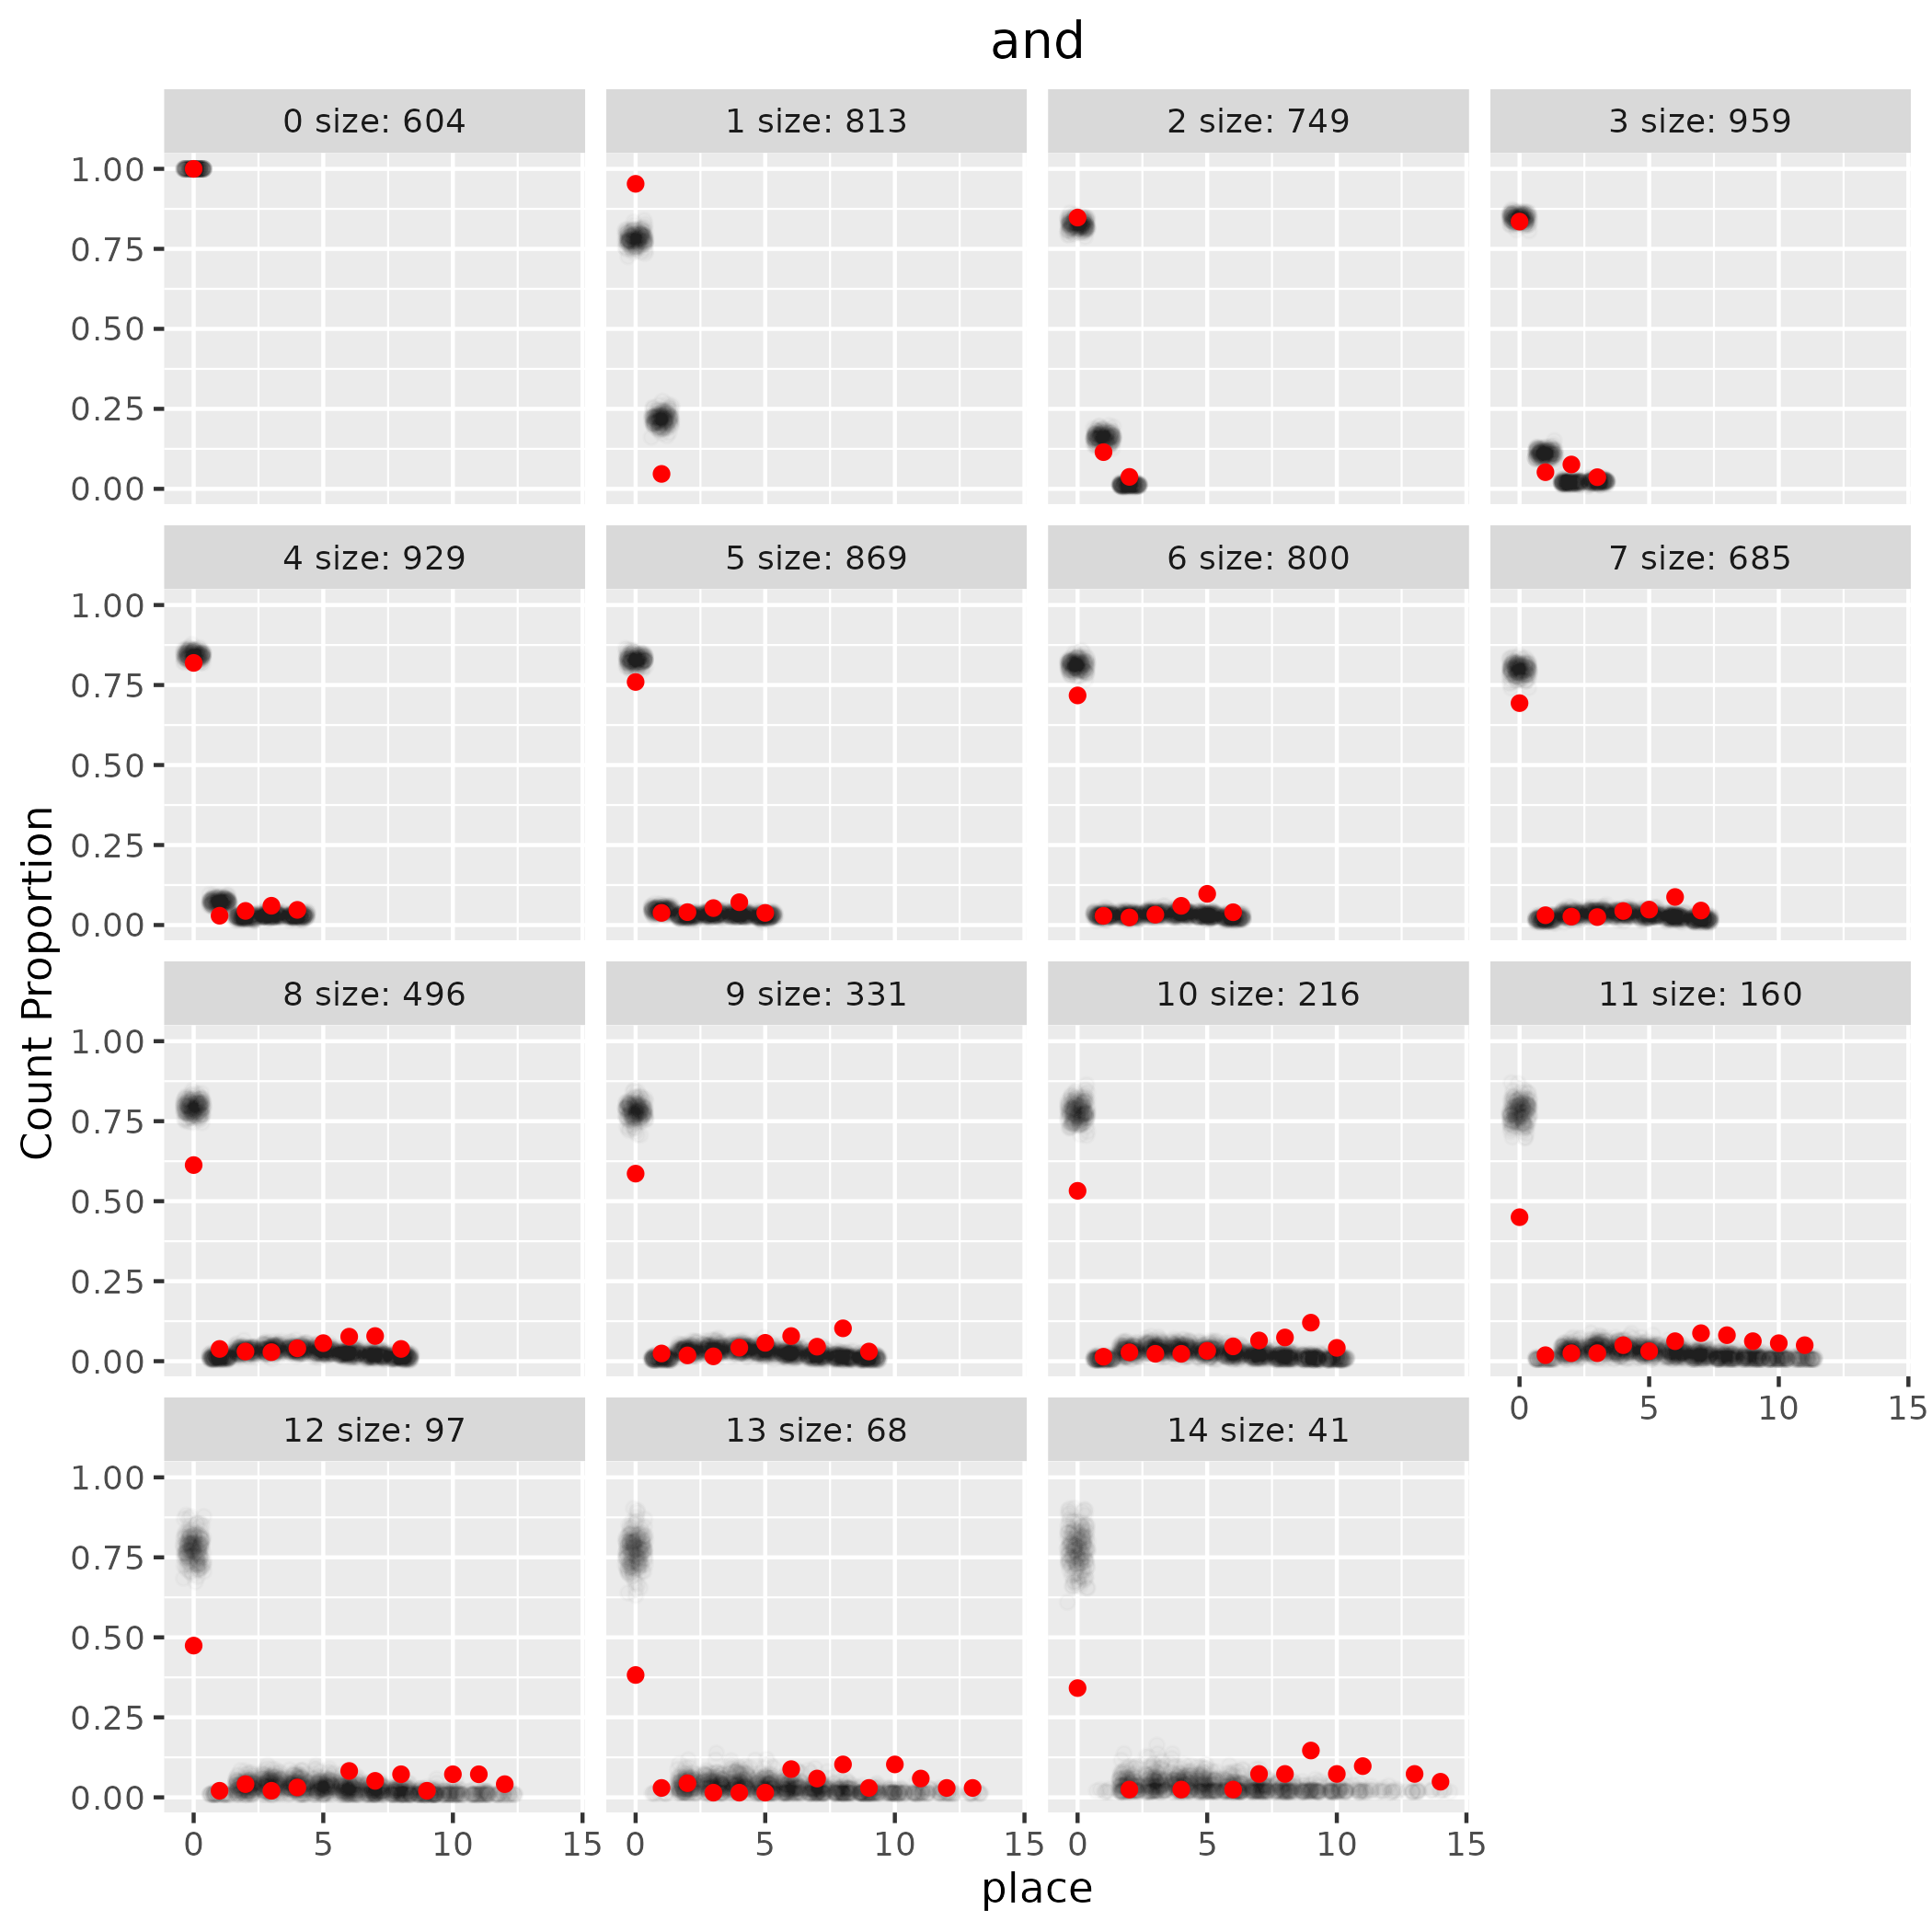 and
0 size: 604
1 size: 813
2 size: 749
3 size: 959
1.00
0.75
0.50
0.25
0.00
4 size: 929
5 size: 869
6 size: 800
7 size: 685
1.00
0.75
0.50
0.25
0.00
8 size: 496
9 size: 331
10 size: 216
11 size: 160
1.00
0.75
0.50
0.25
0.00
0 5 10 15
12 size: 97
13 size: 68
14 size: 41
1.00
0.75
0.50
0.25
0.00
0 5 10 15
0 5 10 15
0 5 10 15
place
Count Proportion